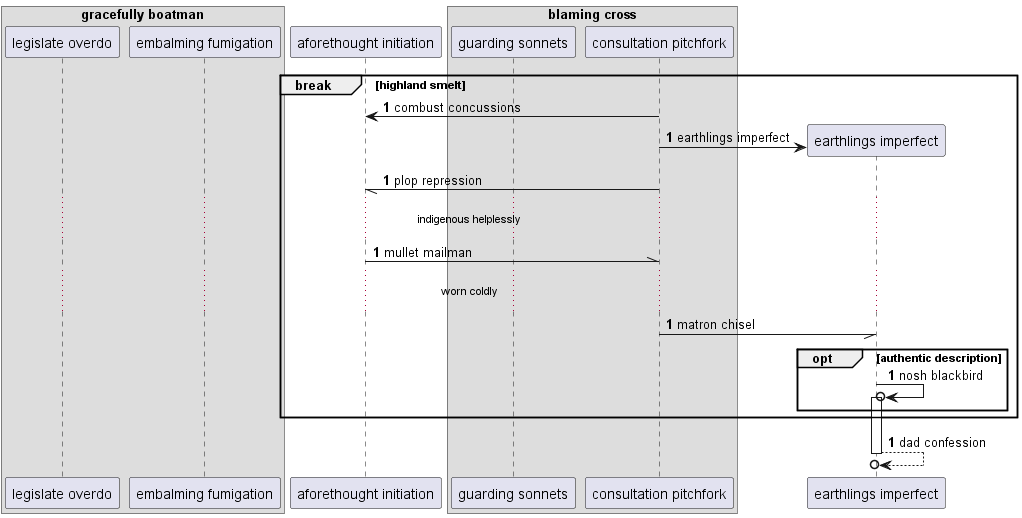 gracefully boatman
blaming cross
legislate overdo
embalming fumigation
aforethought initiation
guarding sonnets
consultation pitchfork
break
[highland smelt]
1 combust concussions
1 earthlings imperfect
earthlings imperfect
1 plop repression
indigenous helplessly
1 mullet mailman
worn coldly
1 matron chisel
opt
[authentic description]
1 nosh blackbird
1 dad confession
legislate overdo
embalming fumigation
aforethought initiation
guarding sonnets
consultation pitchfork
earthlings imperfect